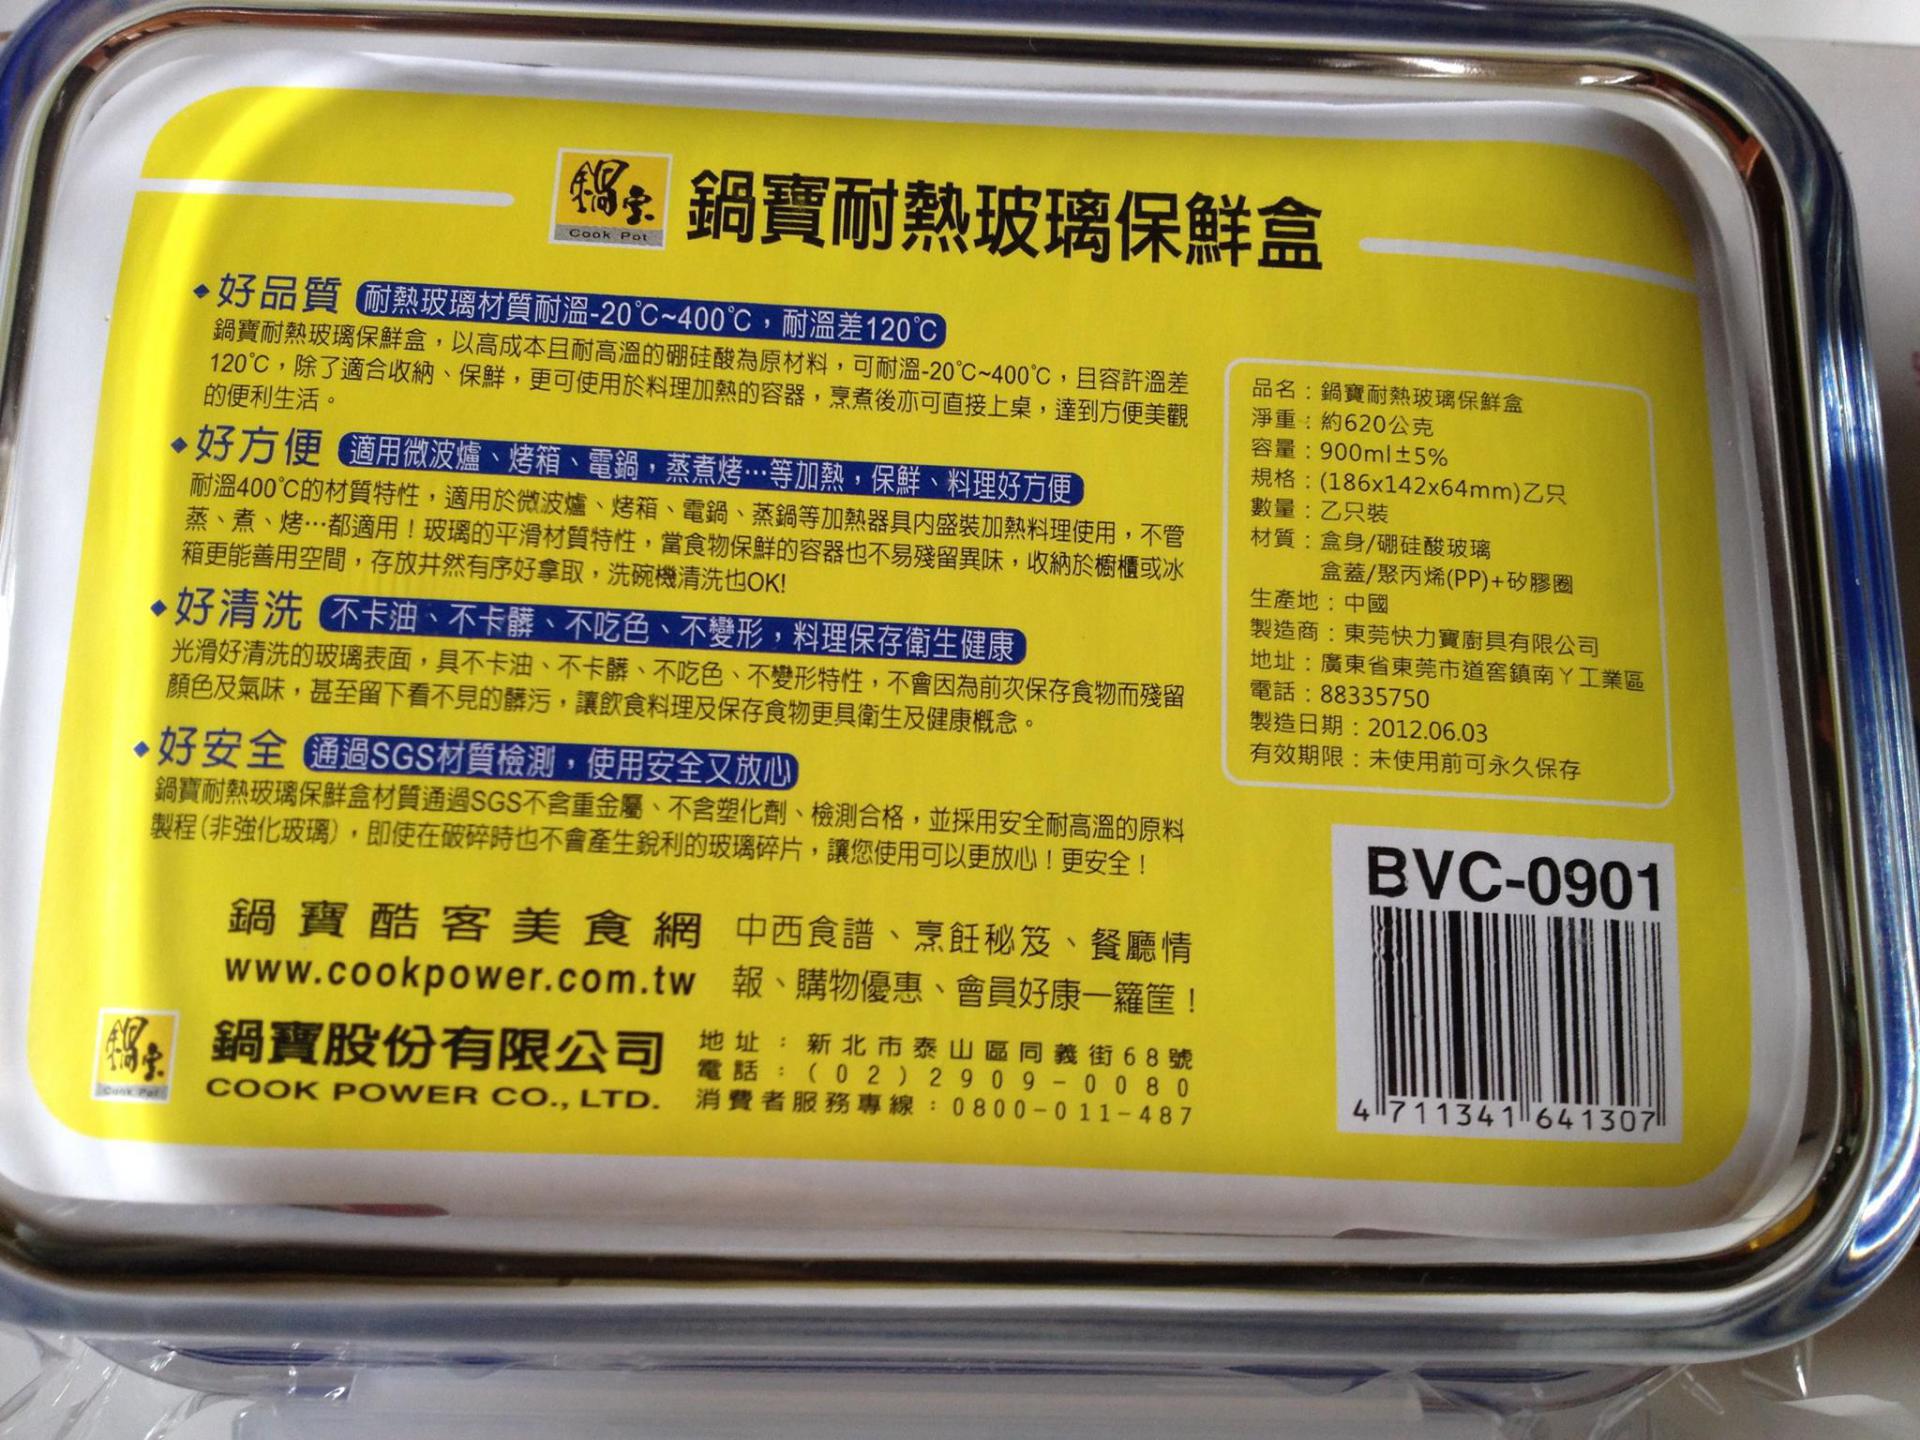 鍋宝
Cook Pot
鍋寶耐熱玻璃保鮮盒
◆好品質 耐熱玻璃材質耐溫-20℃~400℃，耐溫差120℃
鍋寶耐熱玻璃保鮮盒，以高成本且耐高溫的硼硅酸為原材料，可耐溫-20℃~400℃，且容許溫差
120℃，除了適合收納、保鮮，更可使用於料理加熱的容器，烹煮後亦可直接上桌，達到方便美觀
的便利生活。
◆好方便 適用微波爐、烤箱、電鍋，蒸煮烤…等加熱，保鮮、料理好方便
耐溫400℃的材質特性，適用於微波爐、烤箱、電鍋、蒸鍋等加熱器具內盛裝加熱料理使用，不管
蒸、煮、烤…都適用！玻璃的平滑材質特性，當食物保鮮的容器也不易殘留異味，收納於櫥櫃或冰
箱更能善用空間，存放井然有序好拿取，洗碗機清洗也OK!
◆好清洗 不卡油、不卡髒、不吃色、不變形，料理保存衛生健康
光滑好清洗的玻璃表面，具不卡油、不卡髒、不吃色、不變形特性，不會因為前次保存食物而殘留
顏色及氣味，甚至留下看不見的髒污，讓飲食料理及保存食物更具衛生及健康概念。
◆好安全 通過SGS材質檢測，使用安全又放心
鍋寶耐熱玻璃保鮮盒材質通過SGS不含重金屬、不含塑化劑、檢測合格，並採用安全耐高溫的原料
製程(非強化玻璃)，即使在破碎時也不會產生銳利的玻璃碎片，讓您使用可以更放心！更安全！
品名：鍋寶耐熱玻璃保鮮盒
淨重：約620公克
容量：900ml±5%
規格：(186x142x64mm)乙只
數量：乙只裝
材質：盒身/硼硅酸玻璃
盒蓋/聚丙烯(PP)+矽膠圈
生產地：中國
製造商：東莞快力寶廚具有限公司
地址：廣東省東莞市道窖鎮南丫工業區
電話：88335750
製造日期：2012.06.03
有效期限：未使用前可永久保存
BVC-0901
4 711341 641307
鍋寶酷客美食網 中西食譜、烹飪秘笈、餐廳情
www.cookpower.com.tw 報、購物優惠、會員好康一籮筐！
鍋宝
Cook Pot
鍋寶股份有限公司
COOK POWER CO., LTD.
地址：新北市泰山區同義街68號
電話：(02)2909-0080
消費者服務專線：0800-011-487